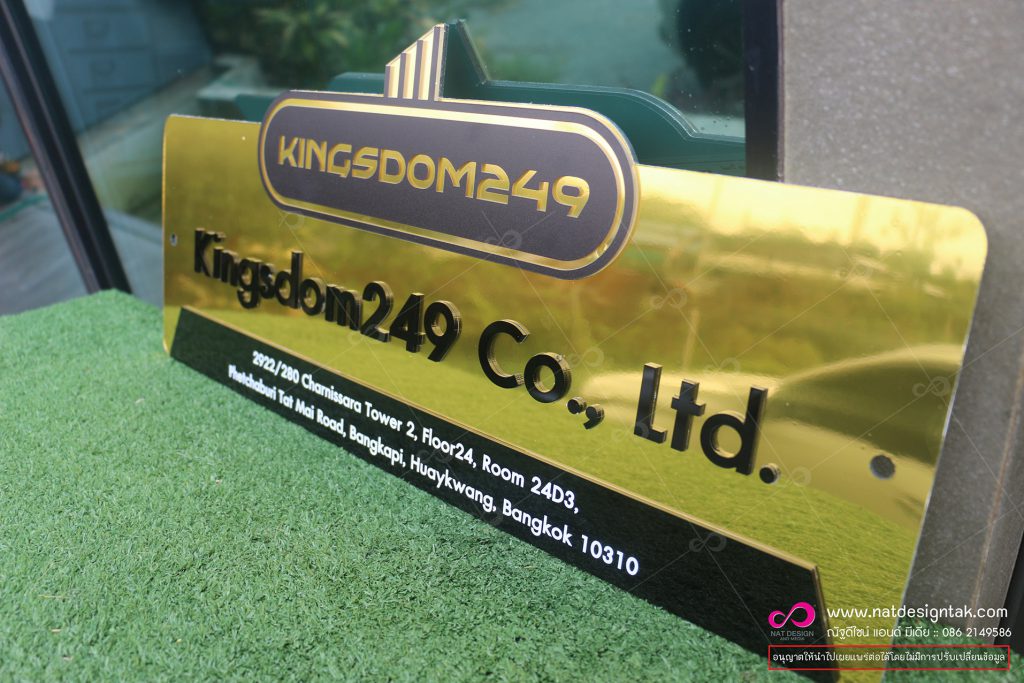 KINGSDOM249
Kingsdom249 Co., Ltd.
2922/280 Charnissara Tower 2, Floor24, Room 24D3,
Phetchaburi Tat Mai Road, Bangkapi, Huaykwang, Bangkok 10310
www.natdesigntak.com
NAT DESIGN
AND MEDIA
ณัฐดีไซน์ แอนด์ มีเดีย :: 086 2149586
อนุญาตให้นำไปเผยแพร่ต่อได้โดยไม่มีการปรับเปลี่ยนข้อมูล